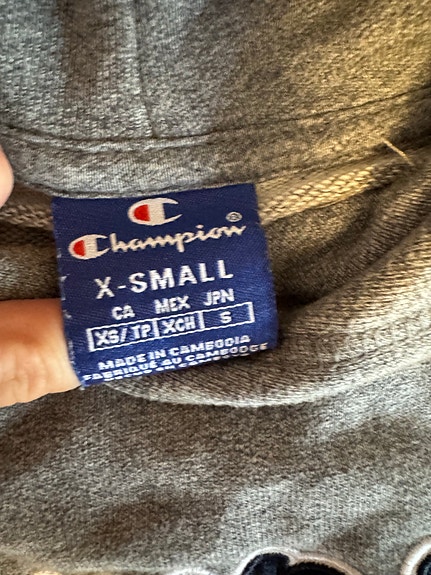 Champion®
X-SMALL
CA MEX JPN
XS/TP XCH S
MADE IN CAMBODIA
FABRIQUÉ AU CAMBODGE